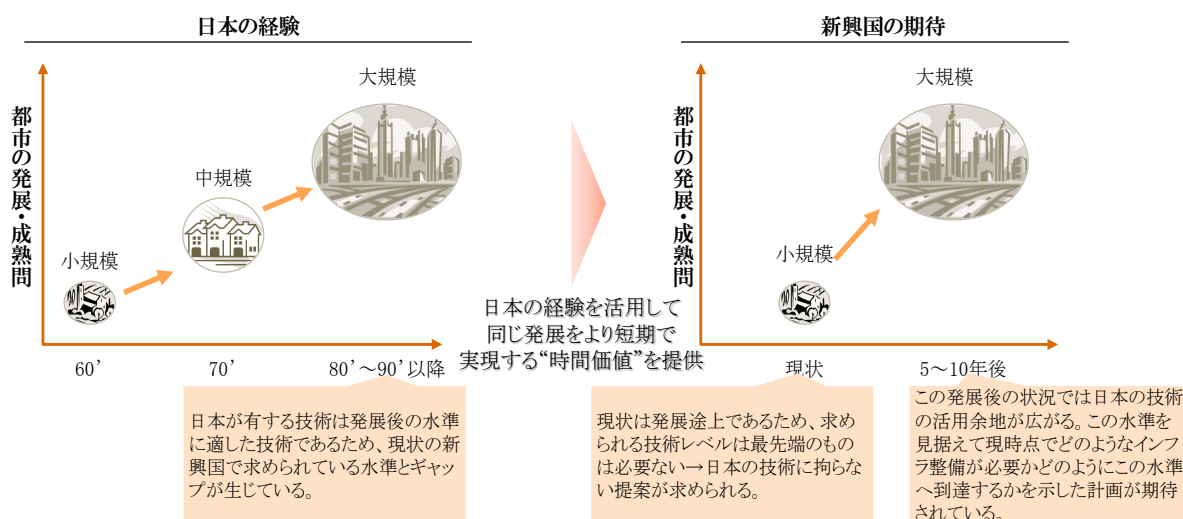 日本の経験
都市の発展・成熟問
大規模
中規模
小規模
60’
70’
80’～90’以降
日本が有する技術は発展後の水準
に適した技術であるため、現状の新
興国で求められている水準とギャッ
プが生じている。
日本の経験を活用して
同じ発展をより短期で
実現する“時間価値”を提供
新興国の期待
都市の発展・成熟問
大規模
小規模
現状
5～10年後
現状は発展途上であるため、求め
られる技術レベルは最先端のもの
は必要ない→日本の技術に拘らな
い提案が求められる。
この発展後の状況では日本の技術
の活用余地が広がる。この水準を
見据えて現時点でどのようなインフ
ラ整備が必要かどのようにこの水準
へ到達するかを示した計画が期待
されている。